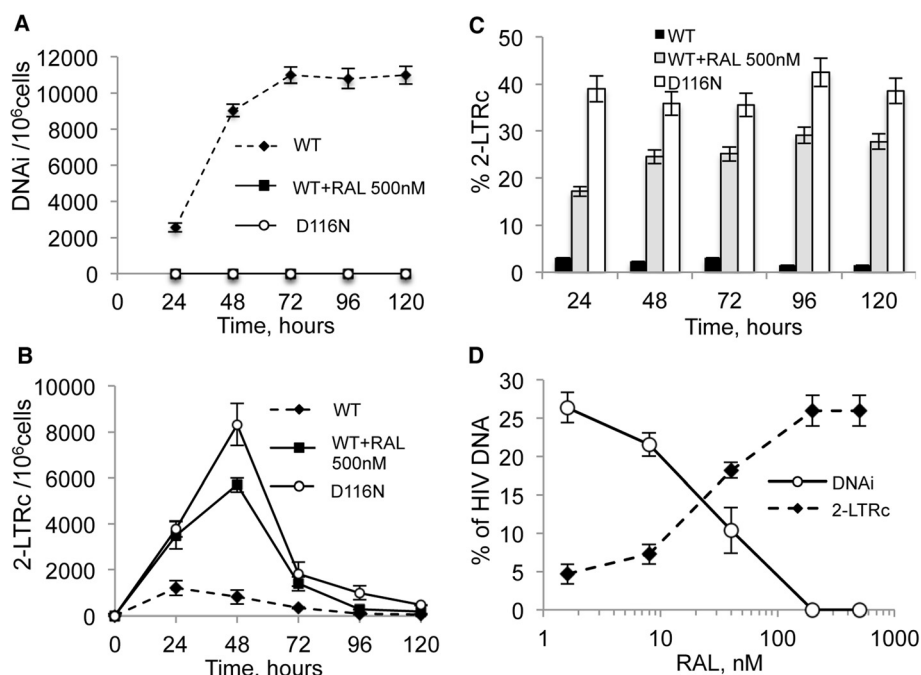 A
DNAi /10⁶cells
12000
10000
8000
6000
4000
2000
0
WT
WT+RAL 500nM
D116N
0 24 48 72 96 120
Time, hours
B
2-LTRc /10⁶cells
10000
8000
6000
4000
2000
0
WT
WT+RAL
500nM
D116N
0 24 48 72 96 120
Time, hours
C
% 2-LTRc
50
40
30
20
10
0
WT
WT+RAL 500nM
D116N
24 48 72 96 120
Time, hours
D
% of HIV DNA
30
25
20
15
10
5
0
DNAi
2-LTRc
1 10 100 1000
RAL, nM